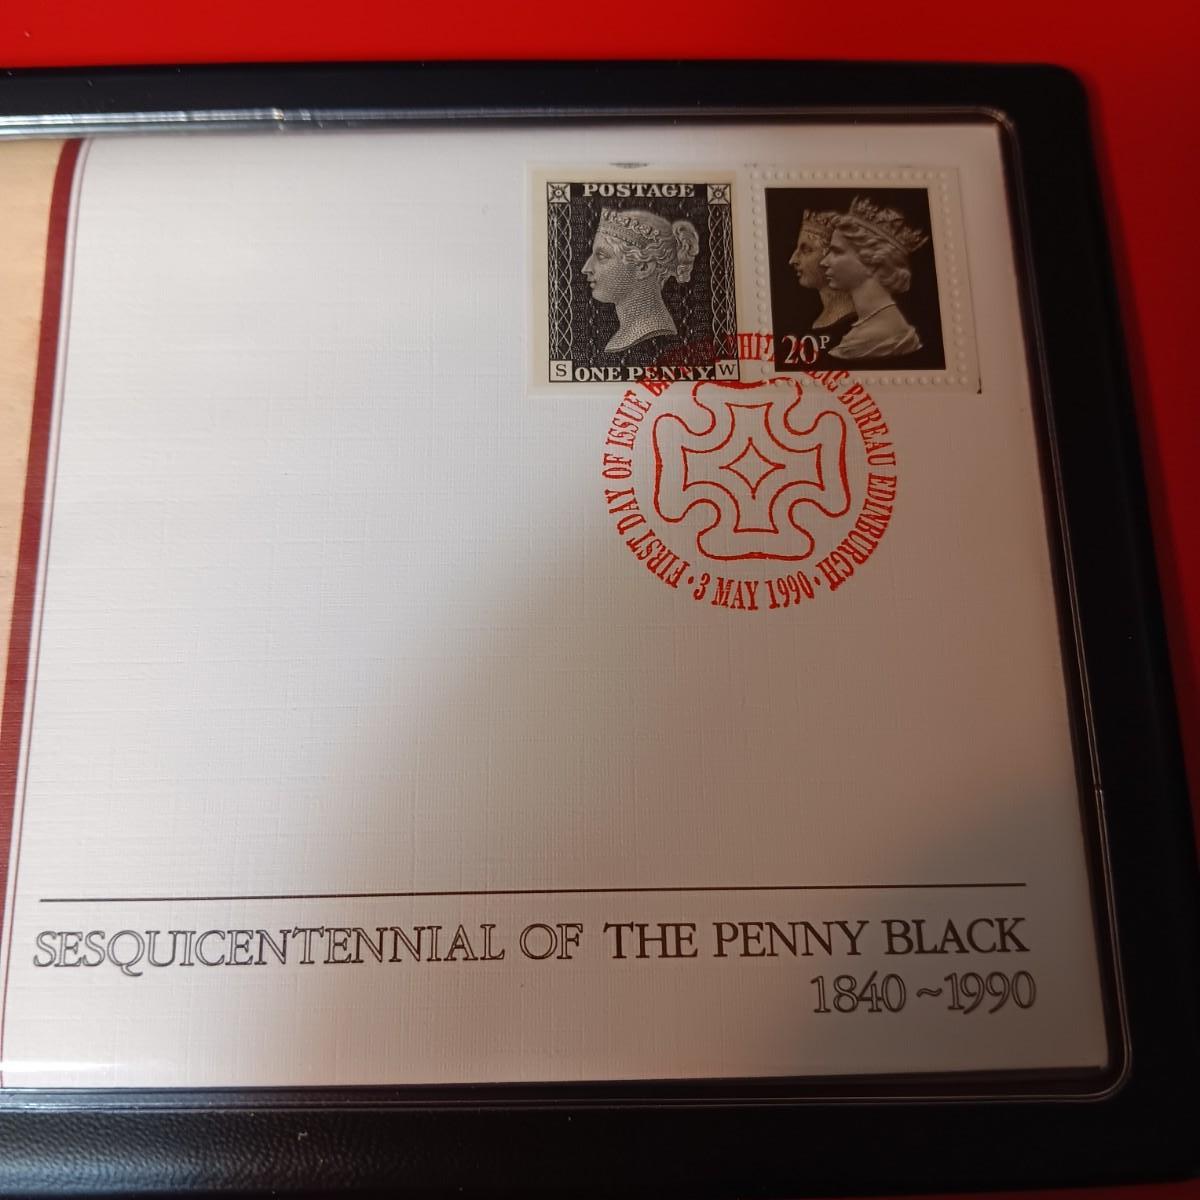 POSTAGE
S ONE PENNY. W
20P
FIRST DAY OF ISSUE BUREAU EDINBURGH
· 3 MAY 1990 ·
SESQUICENTENNIAL OF THE PENNY BLACK
1840~1990